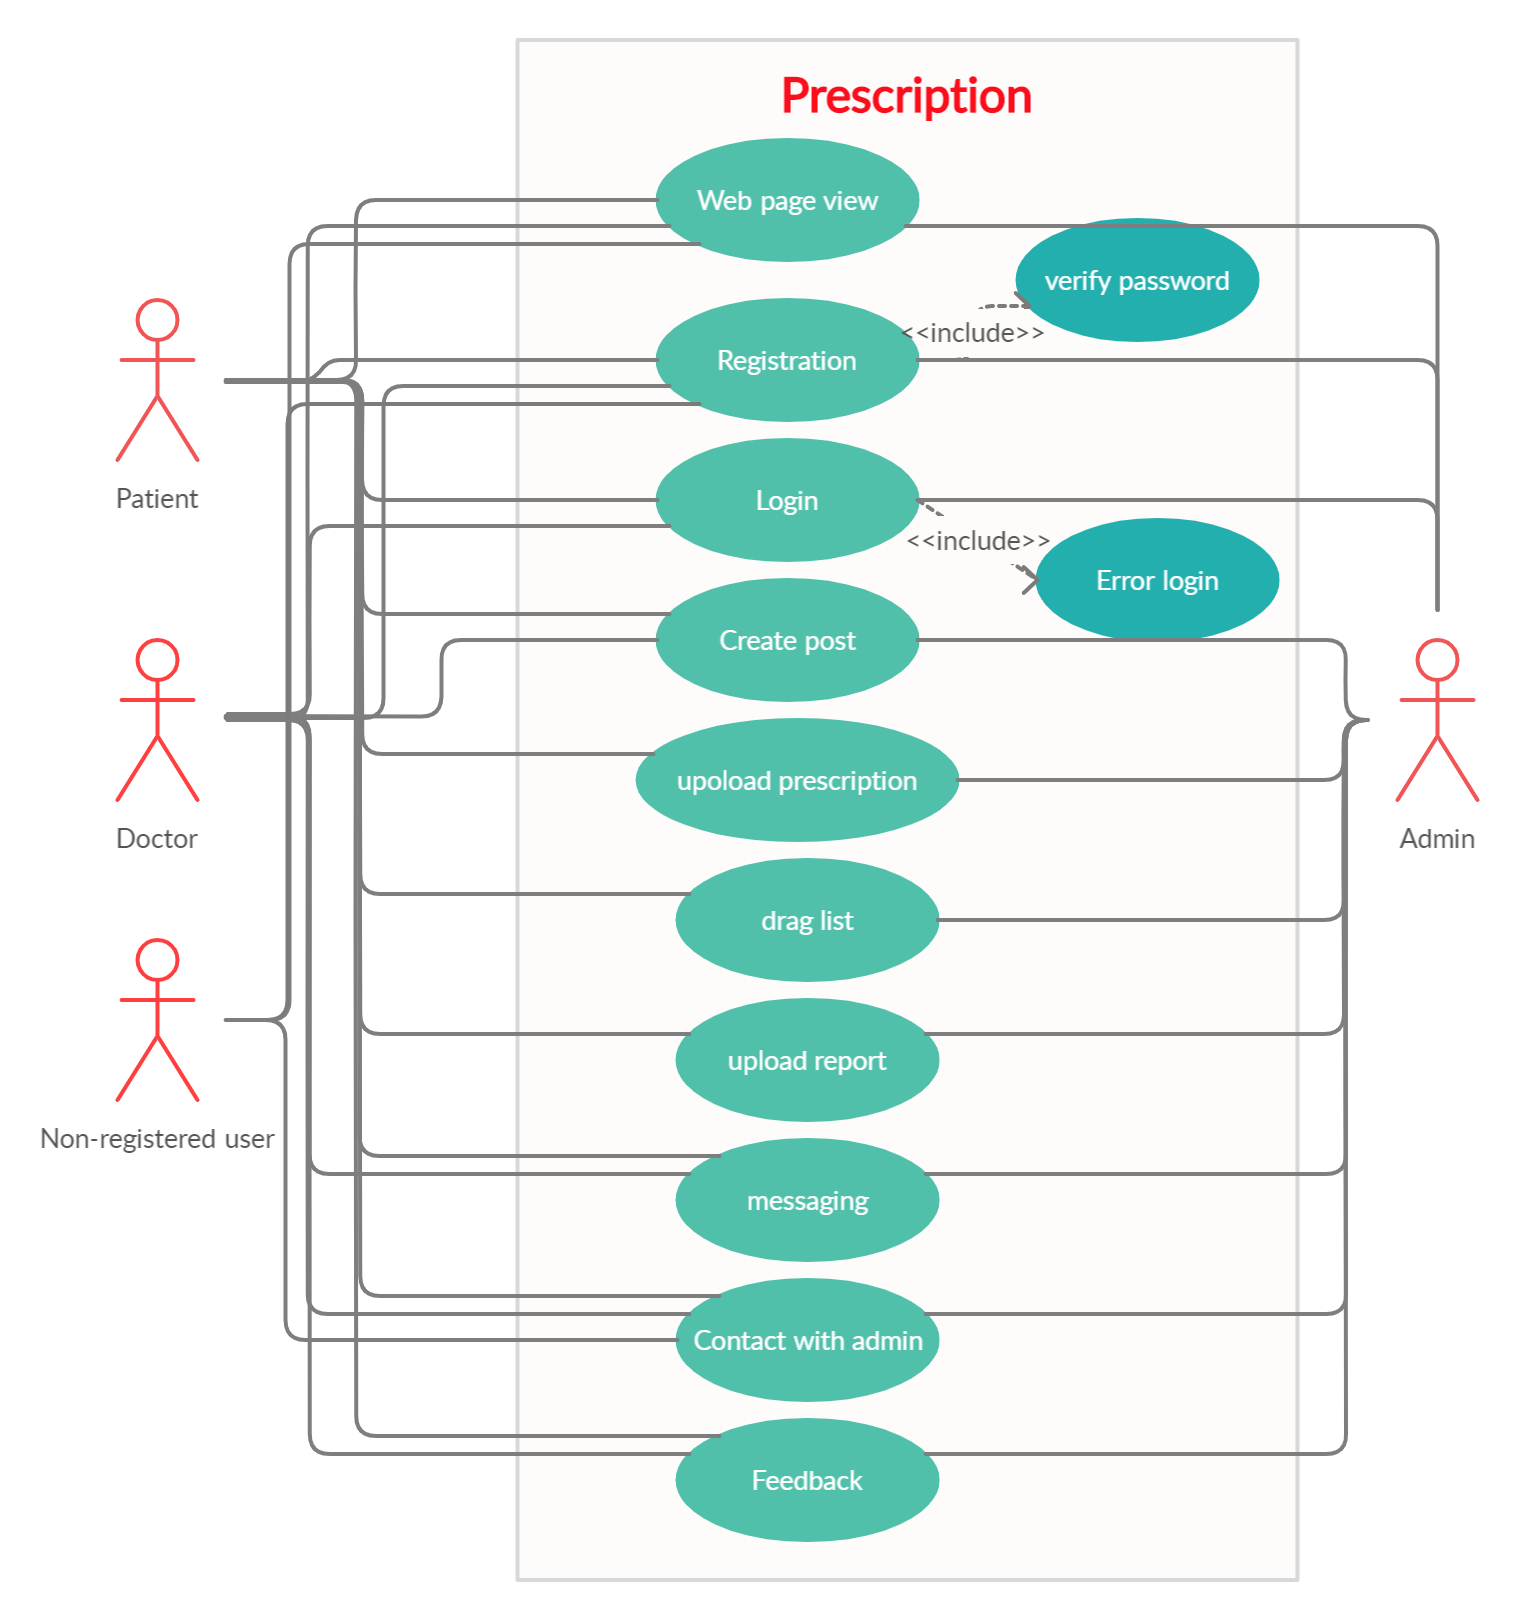 Prescription
Web page view
verify password
<<include>>
Registration
Patient
Login
<<include>>
Error login
Create post
upoload prescription
Doctor
Admin
drag list
upload report
Non-registered user
messaging
Contact with admin
Feedback